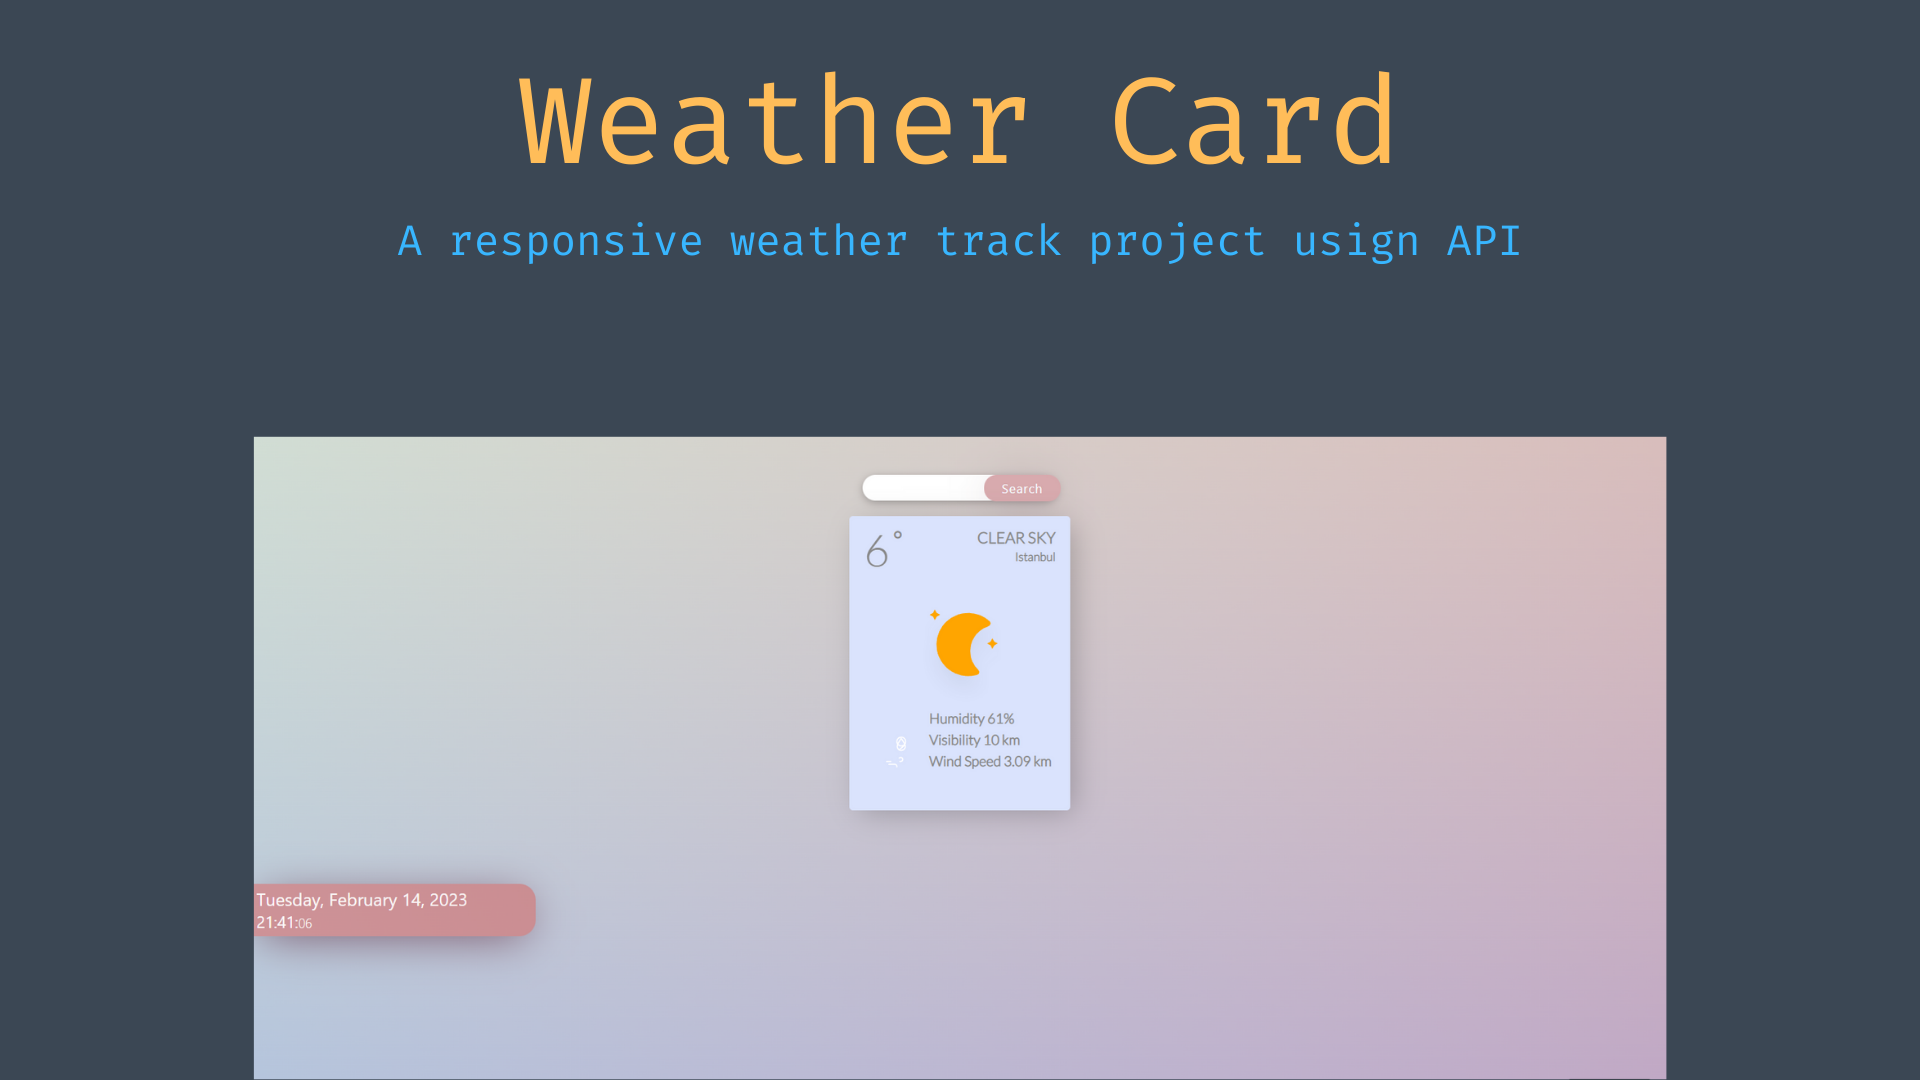 Weather Card
A responsive weather track project usign API
Search
6°
CLEAR SKY
Istanbul
Humidity 61%
Visibility 10 km
Wind Speed 3.09 km
Tuesday, February 14, 2023
21:41:06